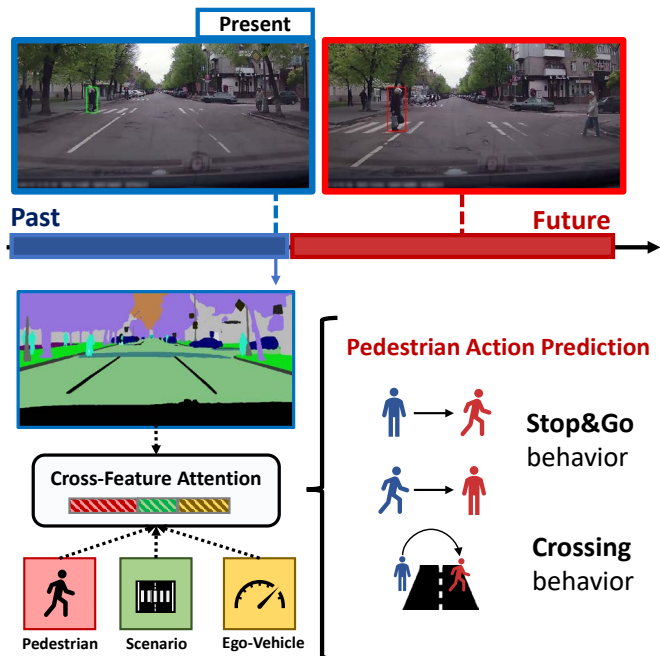 Present
Past
Future
Cross-Feature Attention
Pedestrian
Scenario
Ego-Vehicle
Pedestrian Action Prediction
Stop&Go
behavior
Crossing
behavior